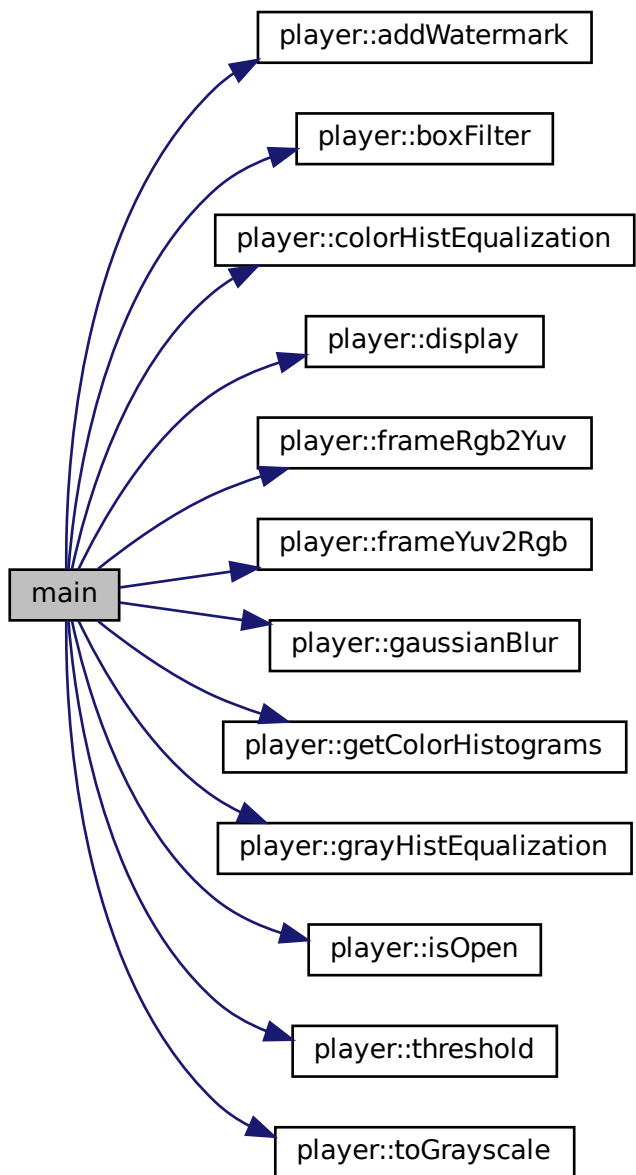 player::addWatermark
player::boxFilter
player::colorHistEqualization
player::display
player::frameRgb2Yuv
player::frameYuv2Rgb
main
player::gaussianBlur
player::getColorHistograms
player::grayHistEqualization
player::isOpen
player::threshold
player::toGrayscale